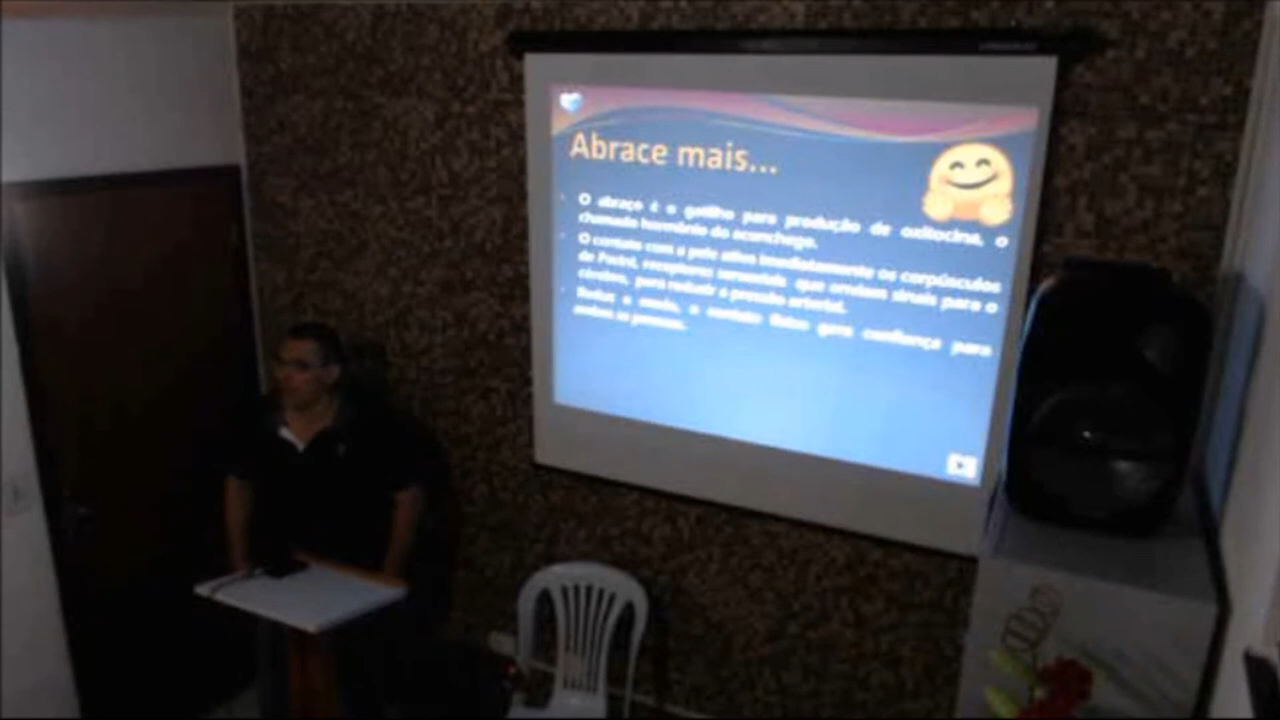 Abrace mais...
O abraço é o gatilho para produção de oxitocina, o
chamado hormônio do aconchego.
O contato com a pele ativa imediatamente os corpúsculos
de Pacini, receptores sensoriais que enviam sinais para o
cérebro, para reduzir a pressão arterial.
Reduz o medo, o contato físico gera confiança para
ambas as pessoas.